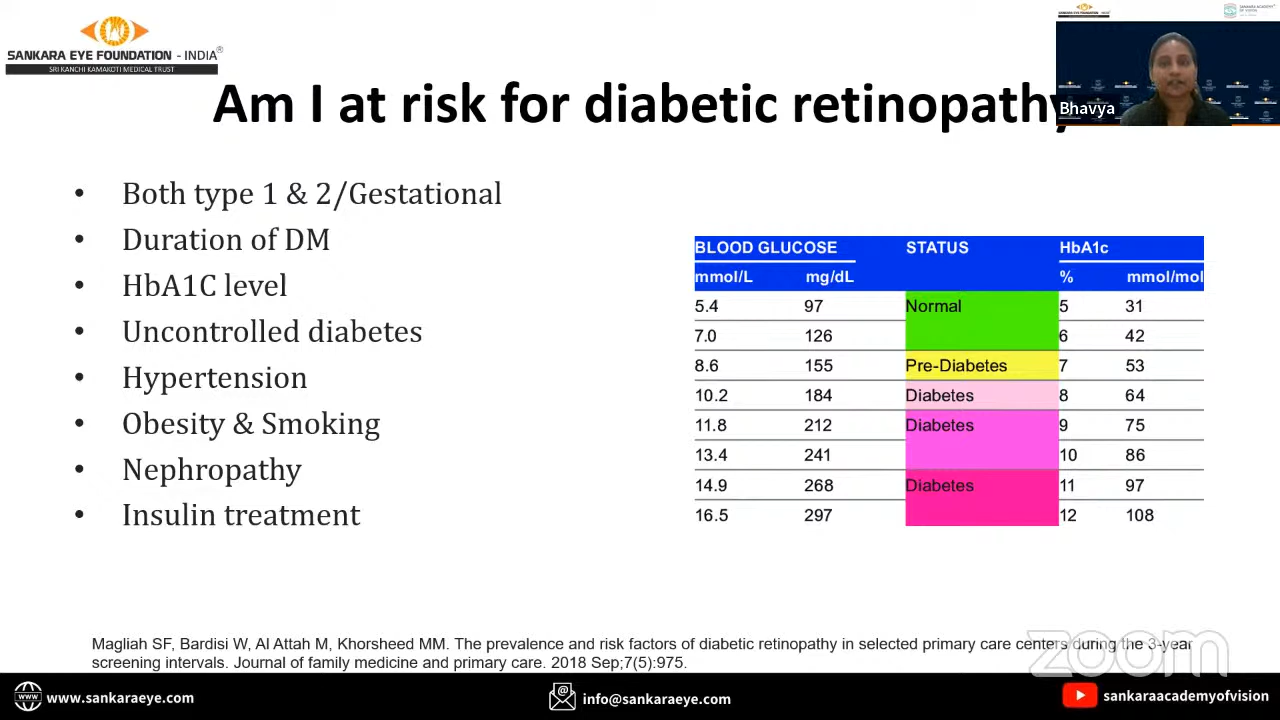 SANKARA EYE FOUNDATION - INDIA®
SRI KANCHI KAMAKOTI MEDICAL TRUST
Am I at risk for diabetic retinopathy
Bhavya
• Both type 1 & 2/Gestational
• Duration of DM
• HbA1C level
• Uncontrolled diabetes
• Hypertension
• Obesity & Smoking
• Nephropathy
• Insulin treatment
BLOOD GLUCOSE STATUS HbA1c
mmol/L mg/dL % mmol/mol
5.4 97 Normal 5 31
7.0 126 6 42
8.6 155 Pre-Diabetes 7 53
10.2 184 Diabetes 8 64
11.8 212 Diabetes 9 75
13.4 241 10 86
14.9 268 Diabetes 11 97
16.5 297 12 108
Magliah SF, Bardisi W, Al Attah M, Khorsheed MM. The prevalence and risk factors of diabetic retinopathy in selected primary care centers during the 3-year
screening intervals. Journal of family medicine and primary care. 2018 Sep;7(5):975.
zoom
www.sankaraeye.com
info@sankaraeye.com
sankaraacademyofvision